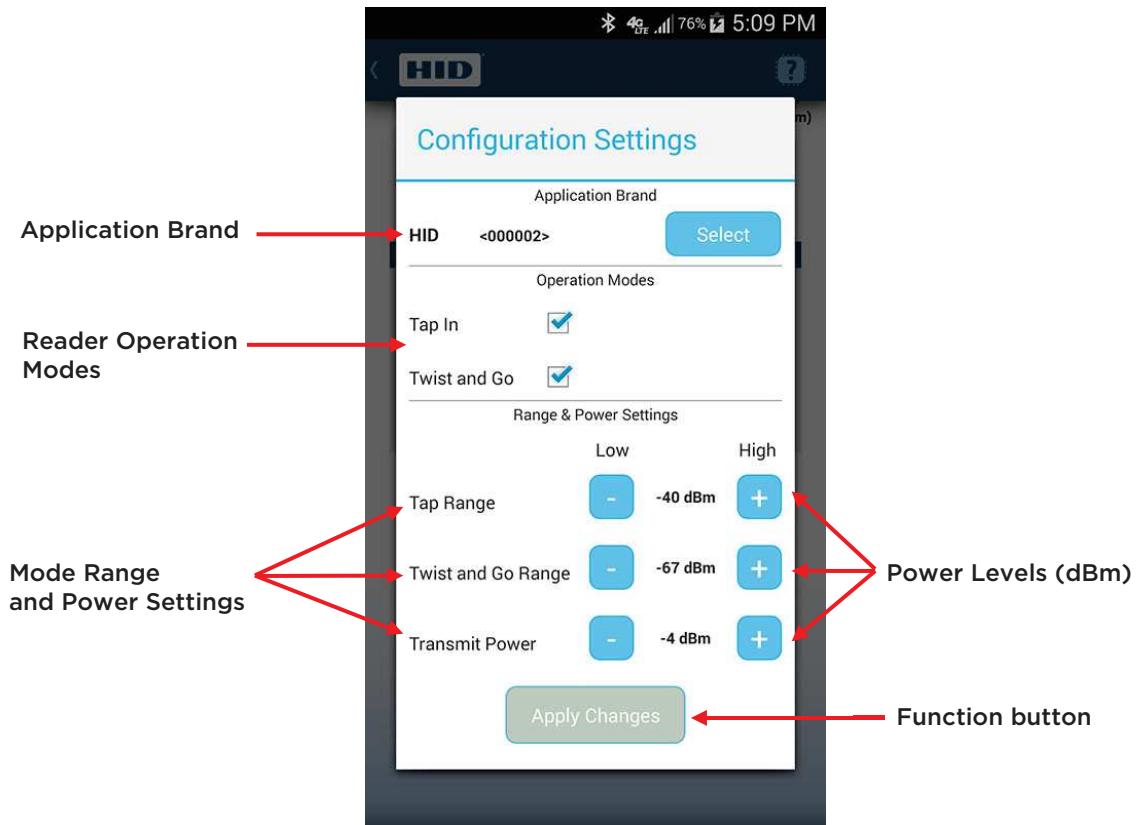 4G LTE 76% 5:09 PM
HID ?
m)
Configuration Settings
Application Brand
Application Brand
HID <000002> Select
Operation Modes
Reader Operation
Modes
Tap In
Twist and Go
Range & Power Settings
Low High
Tap Range - -40 dBm +
Mode Range
and Power Settings
Twist and Go Range - -67 dBm +
Power Levels (dBm)
Transmit Power - -4 dBm +
Apply Changes
Function button